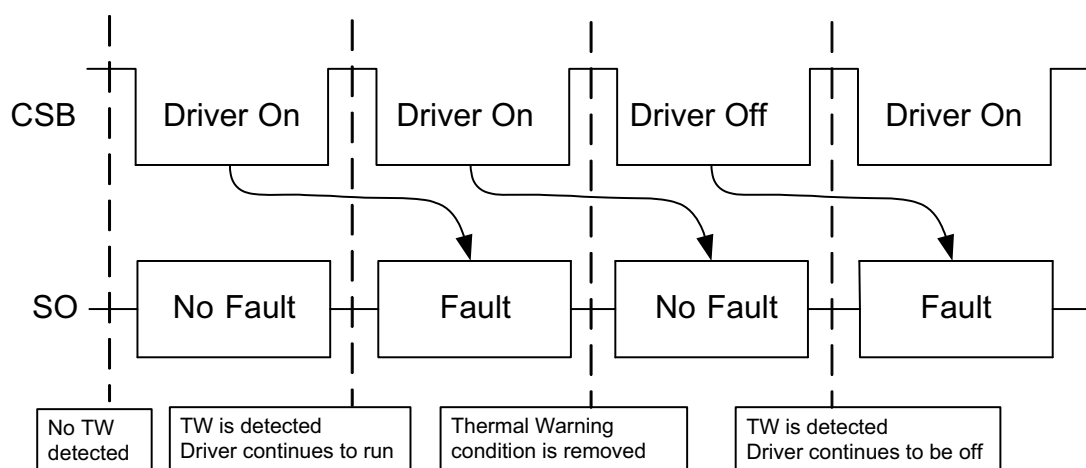 CSB
Driver On
Driver On
Driver Off
Driver On
SO
No Fault
Fault
No Fault
Fault
No TW
detected
TW is detected
Driver continues to run
Thermal Warning
condition is removed
TW is detected
Driver continues to be off